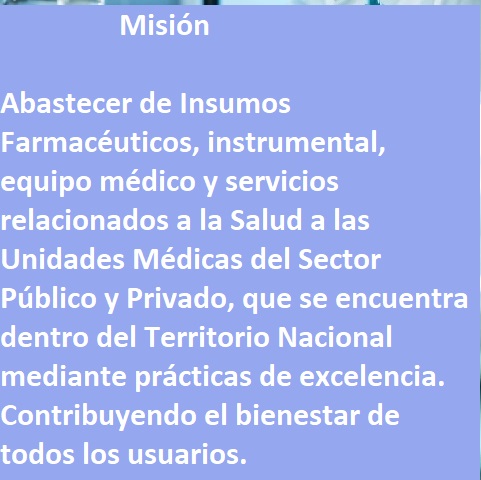 Misión
Abastecer de Insumos
Farmacéuticos, instrumental,
equipo médico y servicios
relacionados a la Salud a las
Unidades Médicas del Sector
Público y Privado, que se encuentra
dentro del Territorio Nacional
mediante prácticas de excelencia.
Contribuyendo el bienestar de
todos los usuarios.